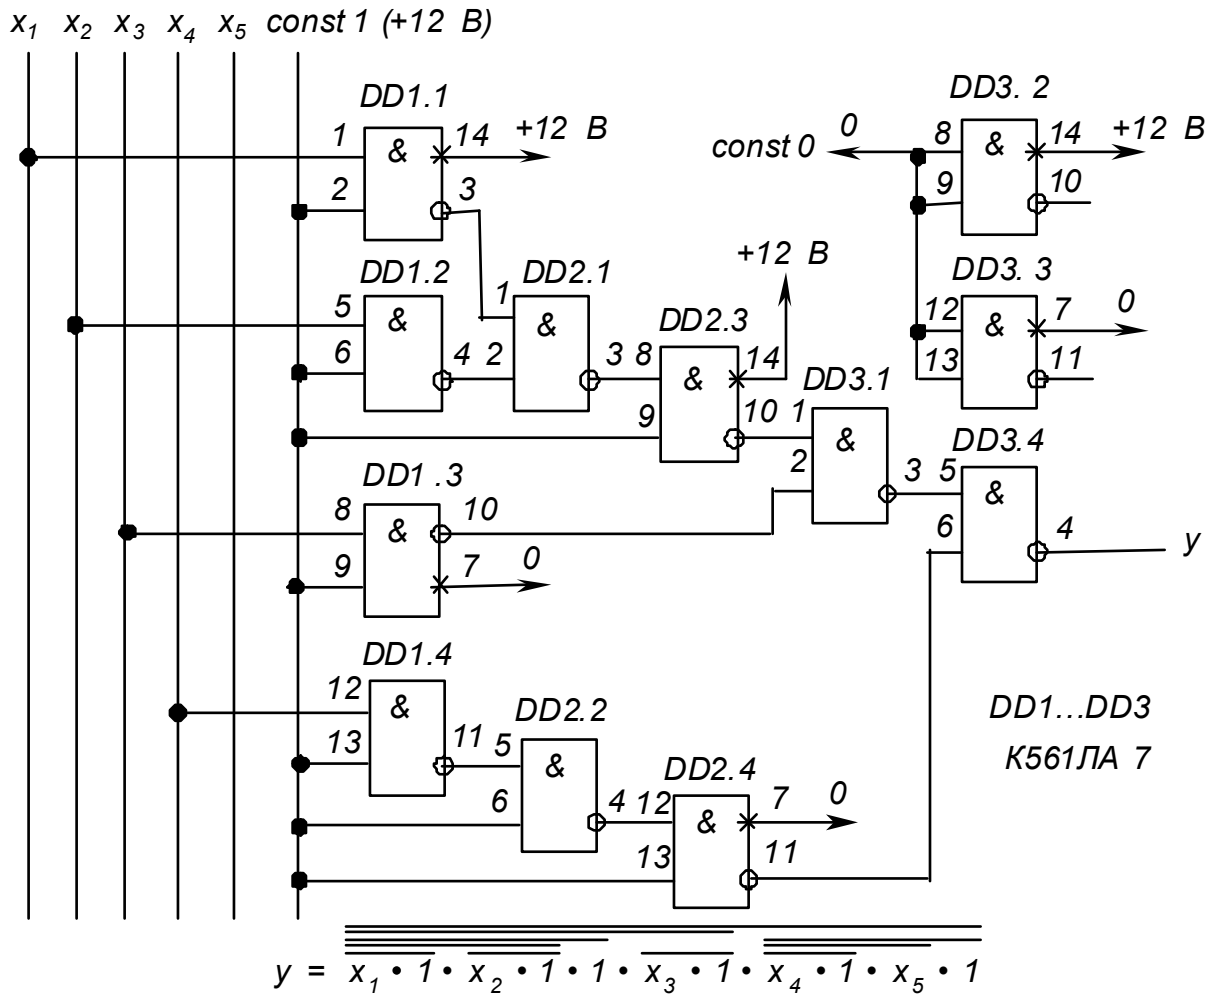 x1 x2 x3 x4 x5 const 1 (+12 В)
DD1.1
1 & 14 +12 В
2 3
DD3. 2
const 0 0 8 & 14 +12 В
9 10
DD1.2
5 &
6 4
DD2.1
1 &
2 3
+12 В
DD2.3
8 & 14
9 10
DD3. 3
12 & 7 0
13 11
DD3.1
1 &
2 3
DD3.4
5 &
6 4 y
DD1 .3
8 & 10
9 7 0
DD1.4
12 &
13 11
DD2.2
5 &
6 4
DD2.4
12 & 7 0
13 11
DD1...DD3
К561ЛА 7
y = x1 • 1 • x2 • 1 • 1 • x3 • 1 • x4 • 1 • x5 • 1